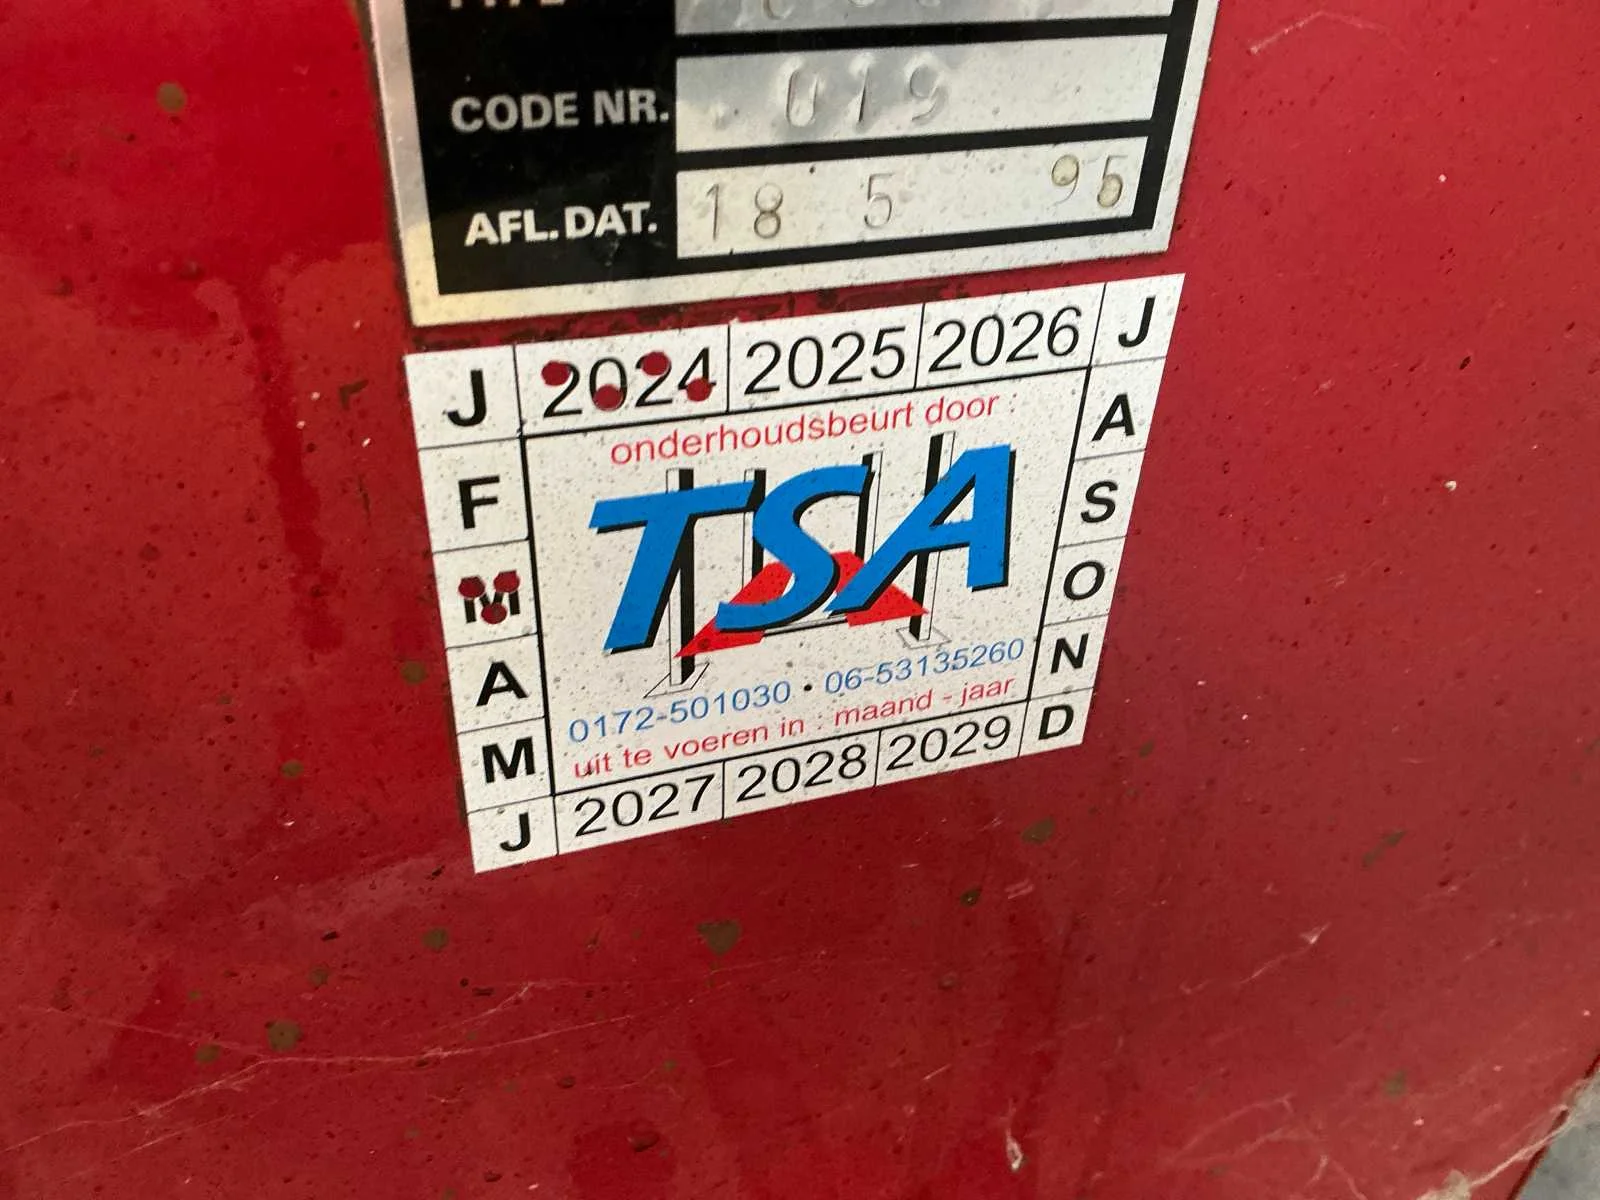 CODE NR. 019
AFL. DAT. 18 5 95
J 2024 2025 2026 J
F A
M S
A O
M N
J D
onderhoudsbeurt door :
TSA
0172-501030 • 06-53135260
uit te voeren in : maand - jaar
2027 2028 2029